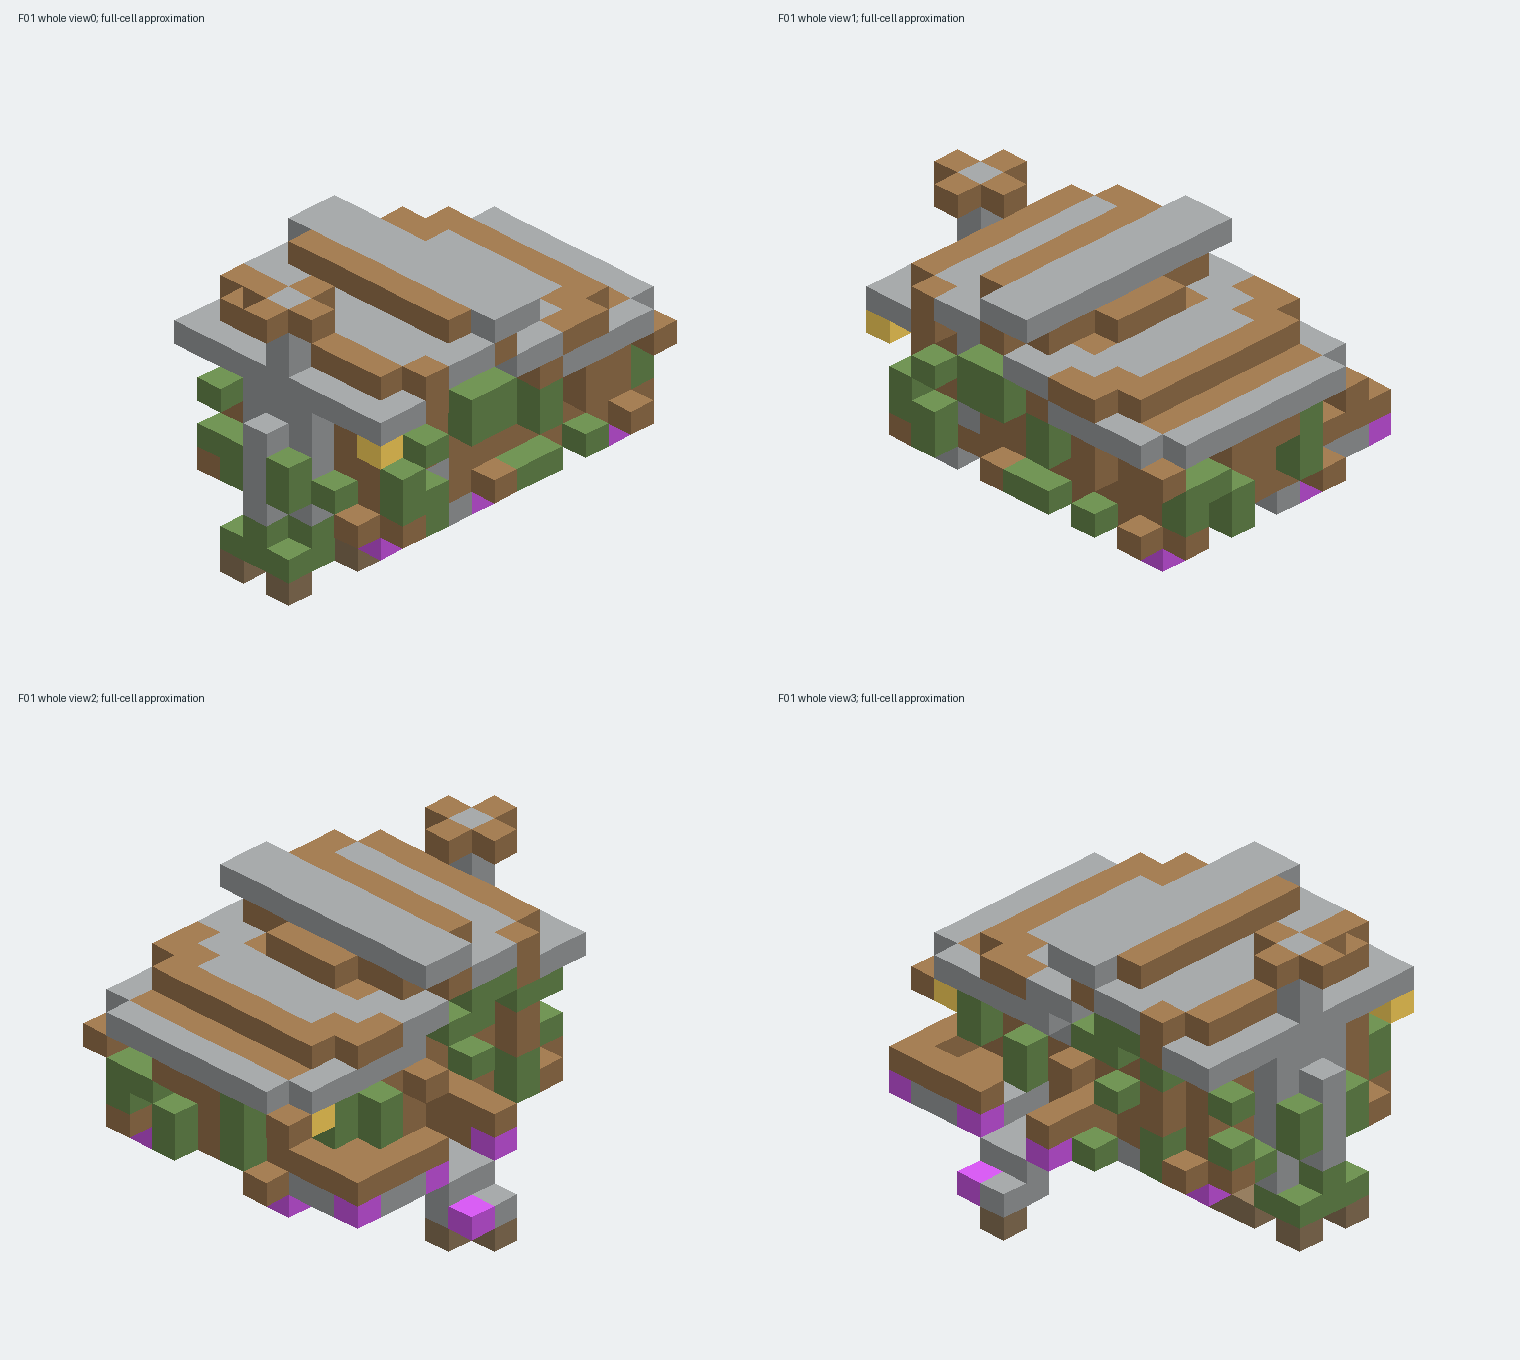 F01 whole view0; full-cell approximation
F01 whole view1; full-cell approximation
F01 whole view2; full-cell approximation
F01 whole view3; full-cell approximation